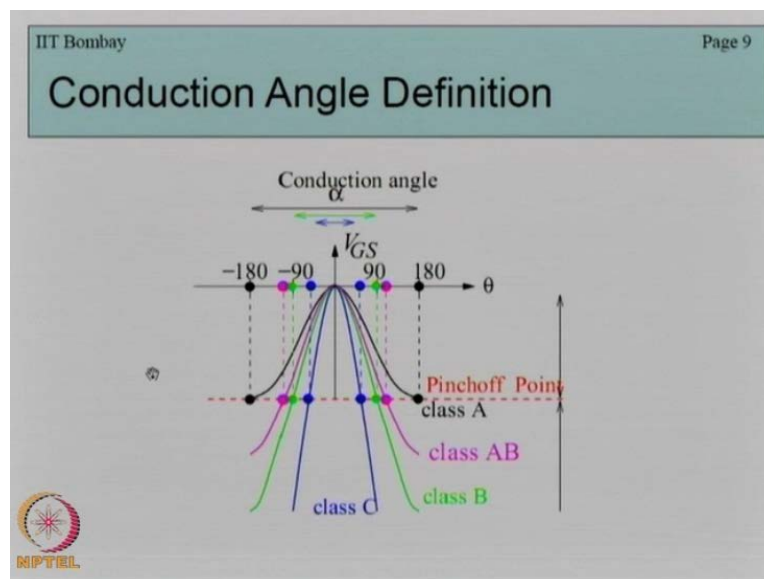 IIT Bombay
Page 9
Conduction Angle Definition
Conduction angle
α
V_GS
−180 −90 90 180 θ
Pinchoff Point
class A
class AB
class B
class C
NPTEL